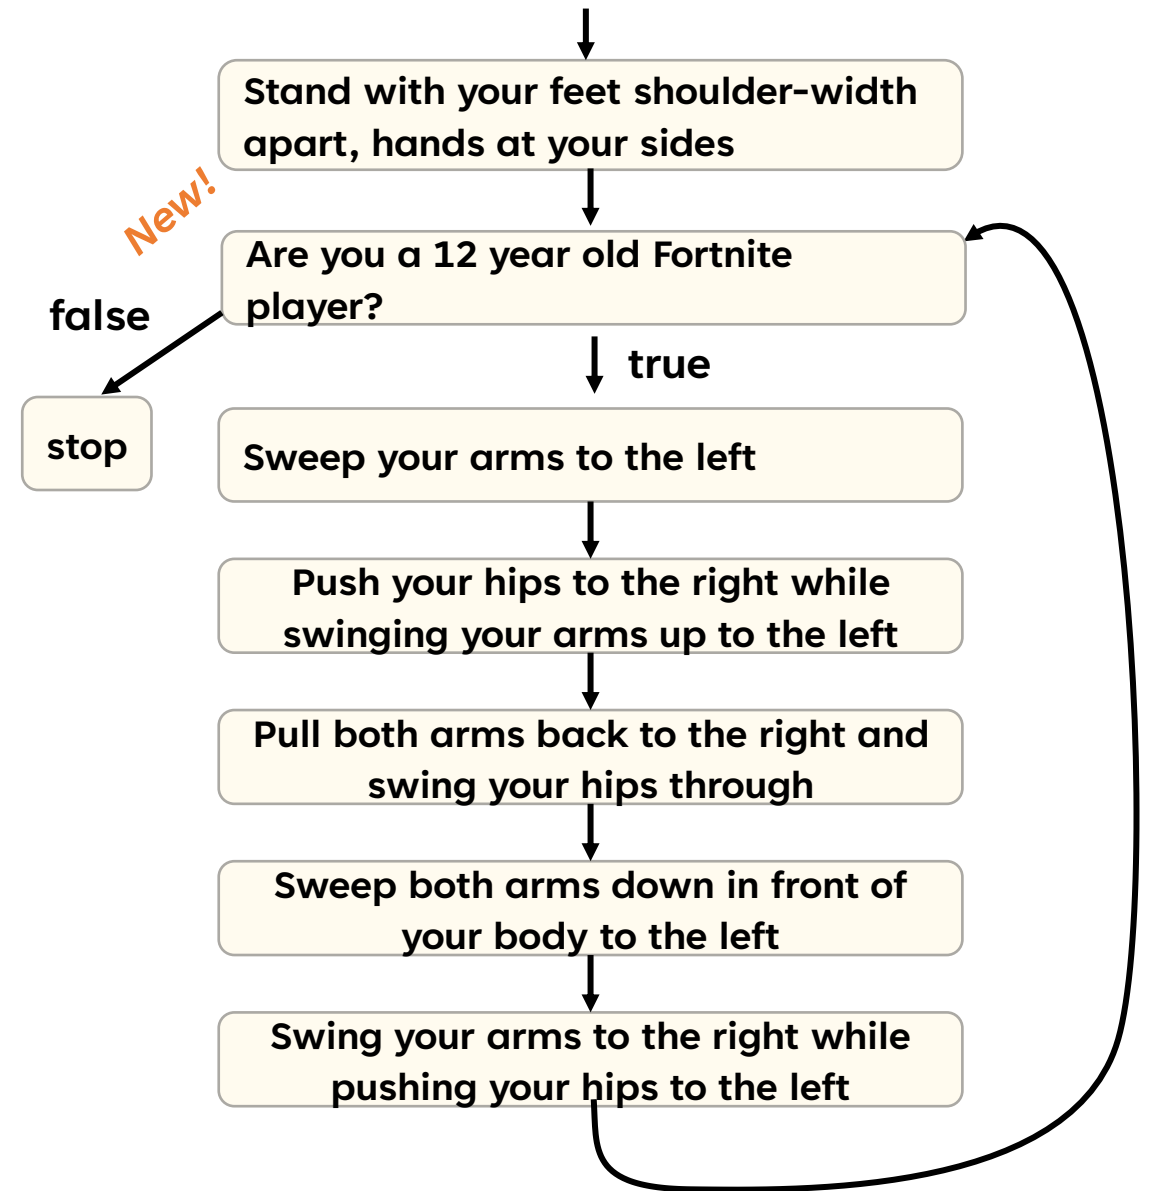 Stand with your feet shoulder-width
apart, hands at your sides
New!
Are you a 12 year old Fortnite
player?
false
true
stop
Sweep your arms to the left
Push your hips to the right while
swinging your arms up to the left
Pull both arms back to the right and
swing your hips through
Sweep both arms down in front of
your body to the left
Swing your arms to the right while
pushing your hips to the left